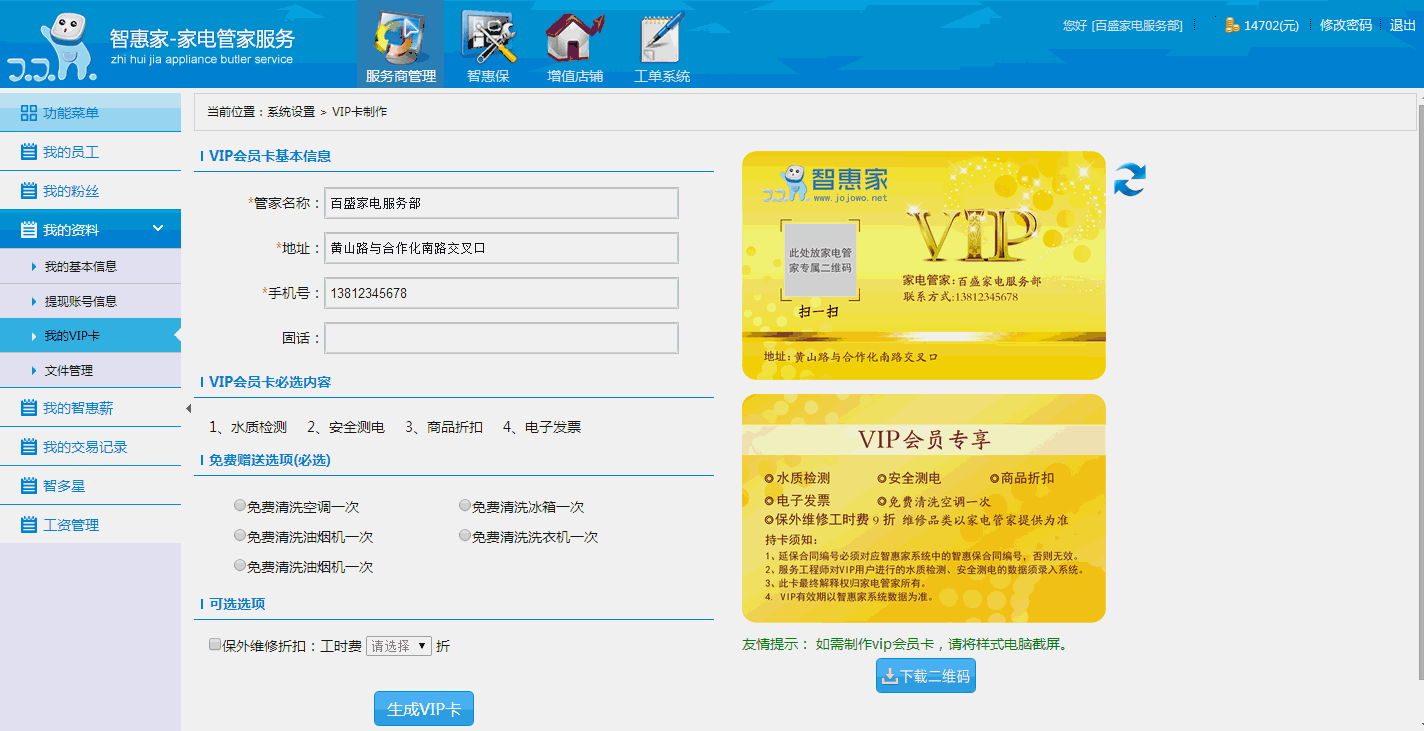 智惠家-家电管家服务
zhi hui jia appliance butler service
服务商管理
智惠保
增值店铺
工单系统
您好 [百盛家电服务部]
14702(元)
修改密码
退出
功能菜单
我的员工
我的粉丝
我的资料
我的基本信息
提现账号信息
我的VIP卡
文件管理
我的智惠薪
我的交易记录
智多星
工资管理
当前位置：系统设置 > VIP卡制作
VIP会员卡基本信息
*管家名称： 百盛家电服务部
*地址： 黄山路与合作化南路交叉口
*手机号： 13812345678
固话：
VIP会员卡必选内容
1、水质检测 2、安全测电 3、商品折扣 4、电子发票
免费赠送选项(必选)
免费清洗空调一次 免费清洗冰箱一次
免费清洗油烟机一次 免费清洗洗衣机一次
免费清洗油烟机一次
可选选项
保外维修折扣：工时费 请选择 折
生成VIP卡
智惠家
www.jojowo.net
VIP
此处放家电管
家专属二维码
扫一扫
家电管家:百盛家电服务部
联系方式:13812345678
地址:黄山路与合作化南路交叉口
VIP会员专享
水质检测 安全测电 商品折扣
电子发票 免费清洗空调一次
保外维修工时费 9 折 维修品类以家电管家提供为准
持卡须知:
1、延保合同编号必须对应智惠家系统中的智惠保合同编号，否则无效。
2、服务工程师对VIP用户进行的水质检测、安全测电的数据须录入系统。
3、此卡最终解释权归家电管家所有。
4. VIP有效期以智惠家系统数据为准。
友情提示： 如需制作vip会员卡，请将样式电脑截屏。
下载二维码